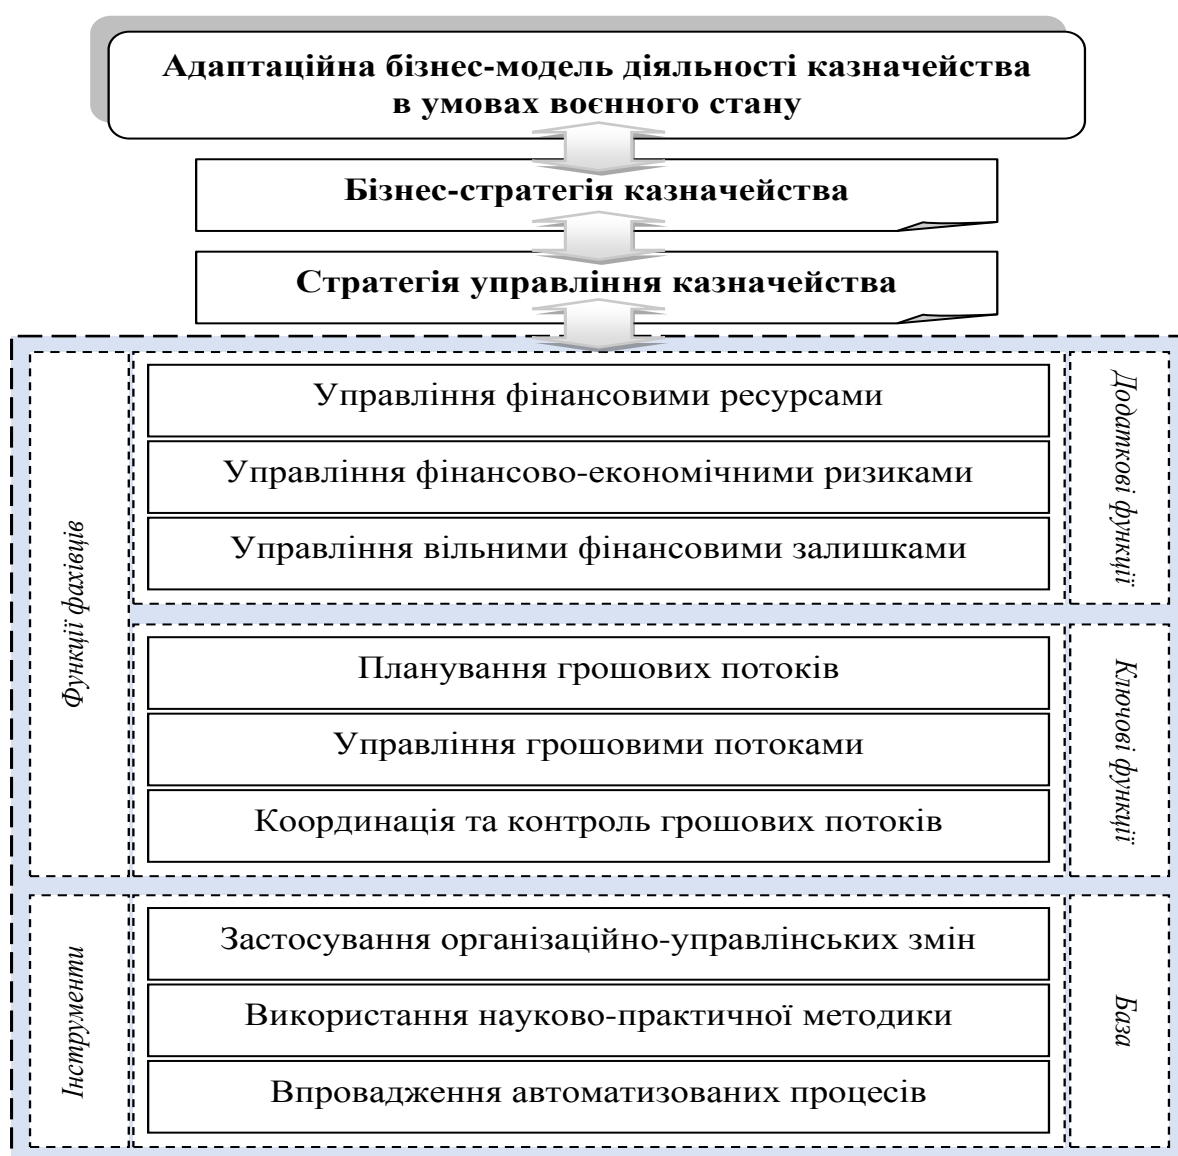 Адаптаційна бізнес-модель діяльності казначейства
в умовах воєнного стану
Бізнес-стратегія казначейства
Стратегія управління казначейства
Функції фахівців
Управління фінансовими ресурсами
Управління фінансово-економічними ризиками
Управління вільними фінансовими залишками
Додаткові функції
Планування грошових потоків
Управління грошовими потоками
Координація та контроль грошових потоків
Ключові функції
Інструменти
Застосування організаційно-управлінських змін
Використання науково-практичної методики
Впровадження автоматизованих процесів
База